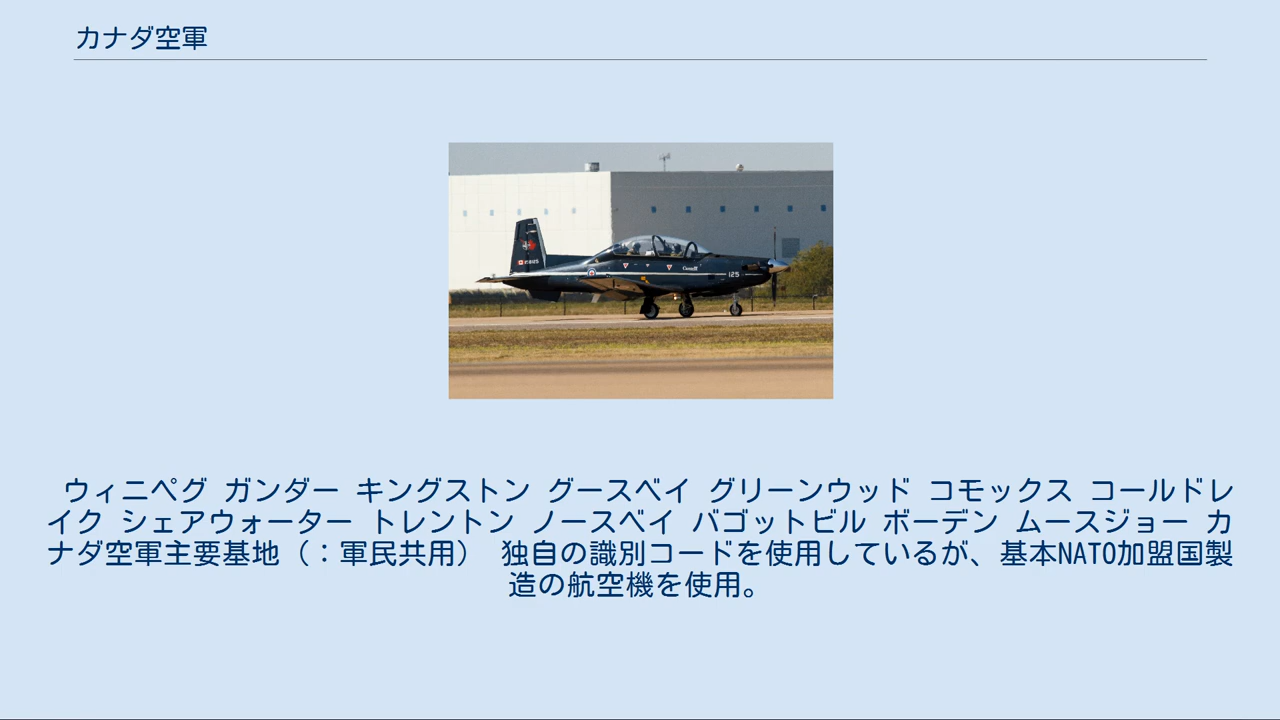 カナダ空軍
Canada
125
ウィニペグ ガンダー キングストン グースベイ グリーンウッド コモックス コールドレ
イク シェアウォーター トレントン ノースベイ バゴットビル ボーデン ムースジョー カ
ナダ空軍主要基地（：軍民共用） 独自の識別コードを使用しているが、基本NATO加盟国製
造の航空機を使用。